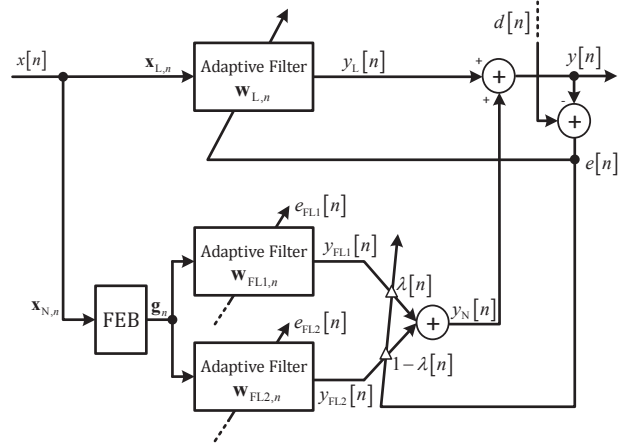 d[n]
x[n]
x_{L,n}
Adaptive Filter
w_{L,n}
y_L[n]
+
+
+
y[n]
-
+
e[n]
e_{FL1}[n]
Adaptive Filter
w_{FL1,n}
y_{FL1}[n]
λ[n]
x_{N,n}
FEB
g_n
+
y_N[n]
e_{FL2}[n]
Adaptive Filter
w_{FL2,n}
y_{FL2}[n]
1−λ[n]